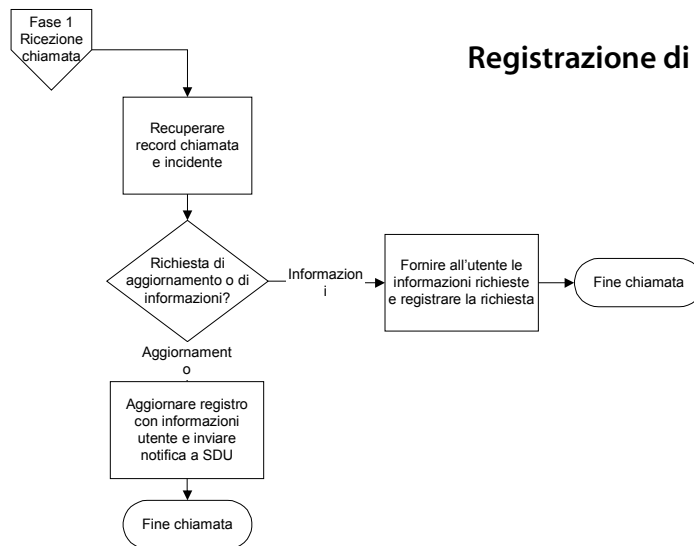 Fase 1
Ricezione
chiamata
Registrazione di
Recuperare
record chiamata
e incidente
Richiesta di
aggiornamento o di
informazioni?
Informazion
i
Fornire all'utente le
informazioni richieste
e registrare la richiesta
Fine chiamata
Aggiornament
o
Aggiornare registro
con informazioni
utente e inviare
notifica a SDU
Fine chiamata